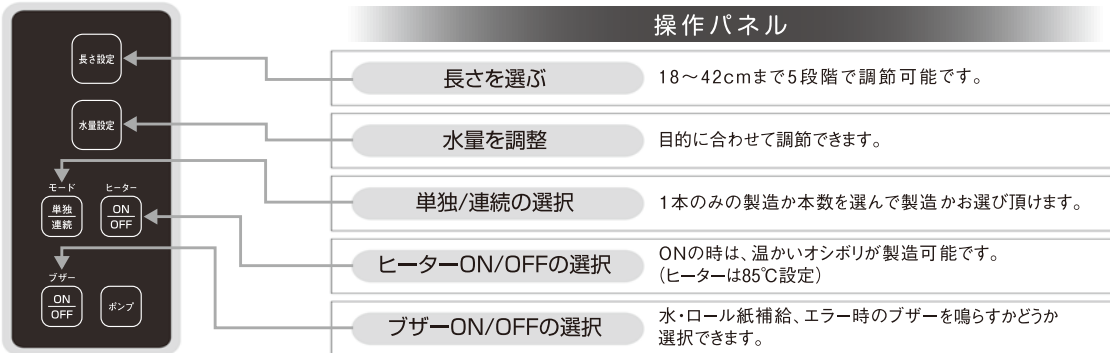 操作パネル
長さ設定
水量設定
モード
ヒーター
単独
連続
ON
OFF
ブザー
ON
OFF
ポンプ
長さを選ぶ
18〜42cmまで5段階で調節可能です。
水量を調整
目的に合わせて調節できます。
単独/連続の選択
1本のみの製造か本数を選んで製造かお選び頂けます。
ヒーターON/OFFの選択
ONの時は、温かいオシボリが製造可能です。
(ヒーターは85℃設定)
ブザーON/OFFの選択
水・ロール紙補給、エラー時のブザーを鳴らすかどうか
選択できます。